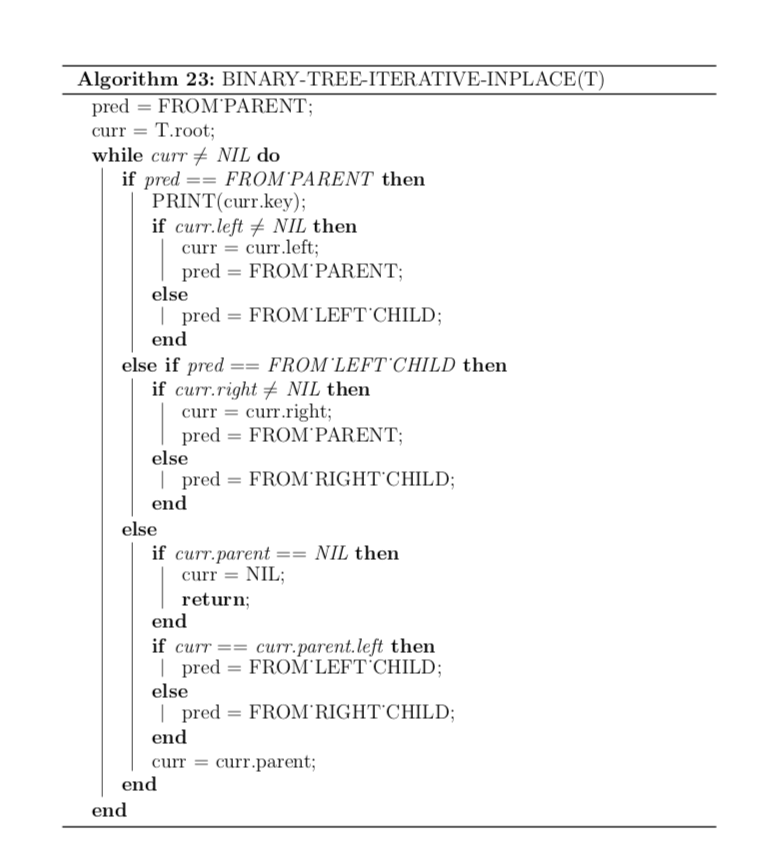 Algorithm 23: BINARY-TREE-ITERATIVE-INPLACE(T)
pred = FROM˙PARENT;
curr = T.root;
while curr ≠ NIL do
if pred == FROM˙PARENT then
PRINT(curr.key);
if curr.left ≠ NIL then
curr = curr.left;
pred = FROM˙PARENT;
else
pred = FROM˙LEFT˙CHILD;
end
else if pred == FROM˙LEFT˙CHILD then
if curr.right ≠ NIL then
curr = curr.right;
pred = FROM˙PARENT;
else
pred = FROM˙RIGHT˙CHILD;
end
else
if curr.parent == NIL then
curr = NIL;
return;
end
if curr == curr.parent.left then
pred = FROM˙LEFT˙CHILD;
else
pred = FROM˙RIGHT˙CHILD;
end
curr = curr.parent;
end
end